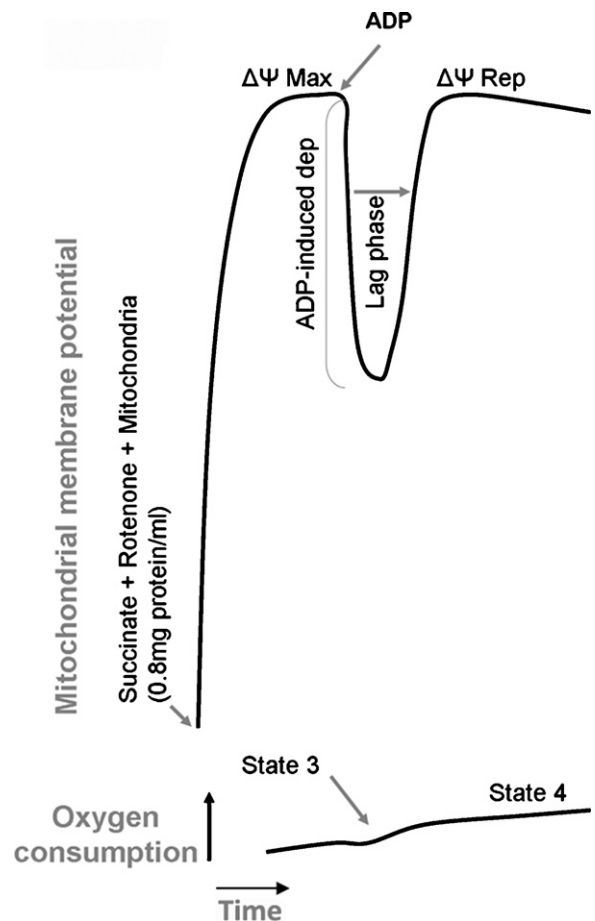 ADP
ΔΨ Max
ΔΨ Rep
ADP-induced dep
Lag phase
Mitochondrial membrane potential
Succinate + Rotenone + Mitochondria
(0.8mg protein/ml)
State 3
State 4
Oxygen
consumption
Time